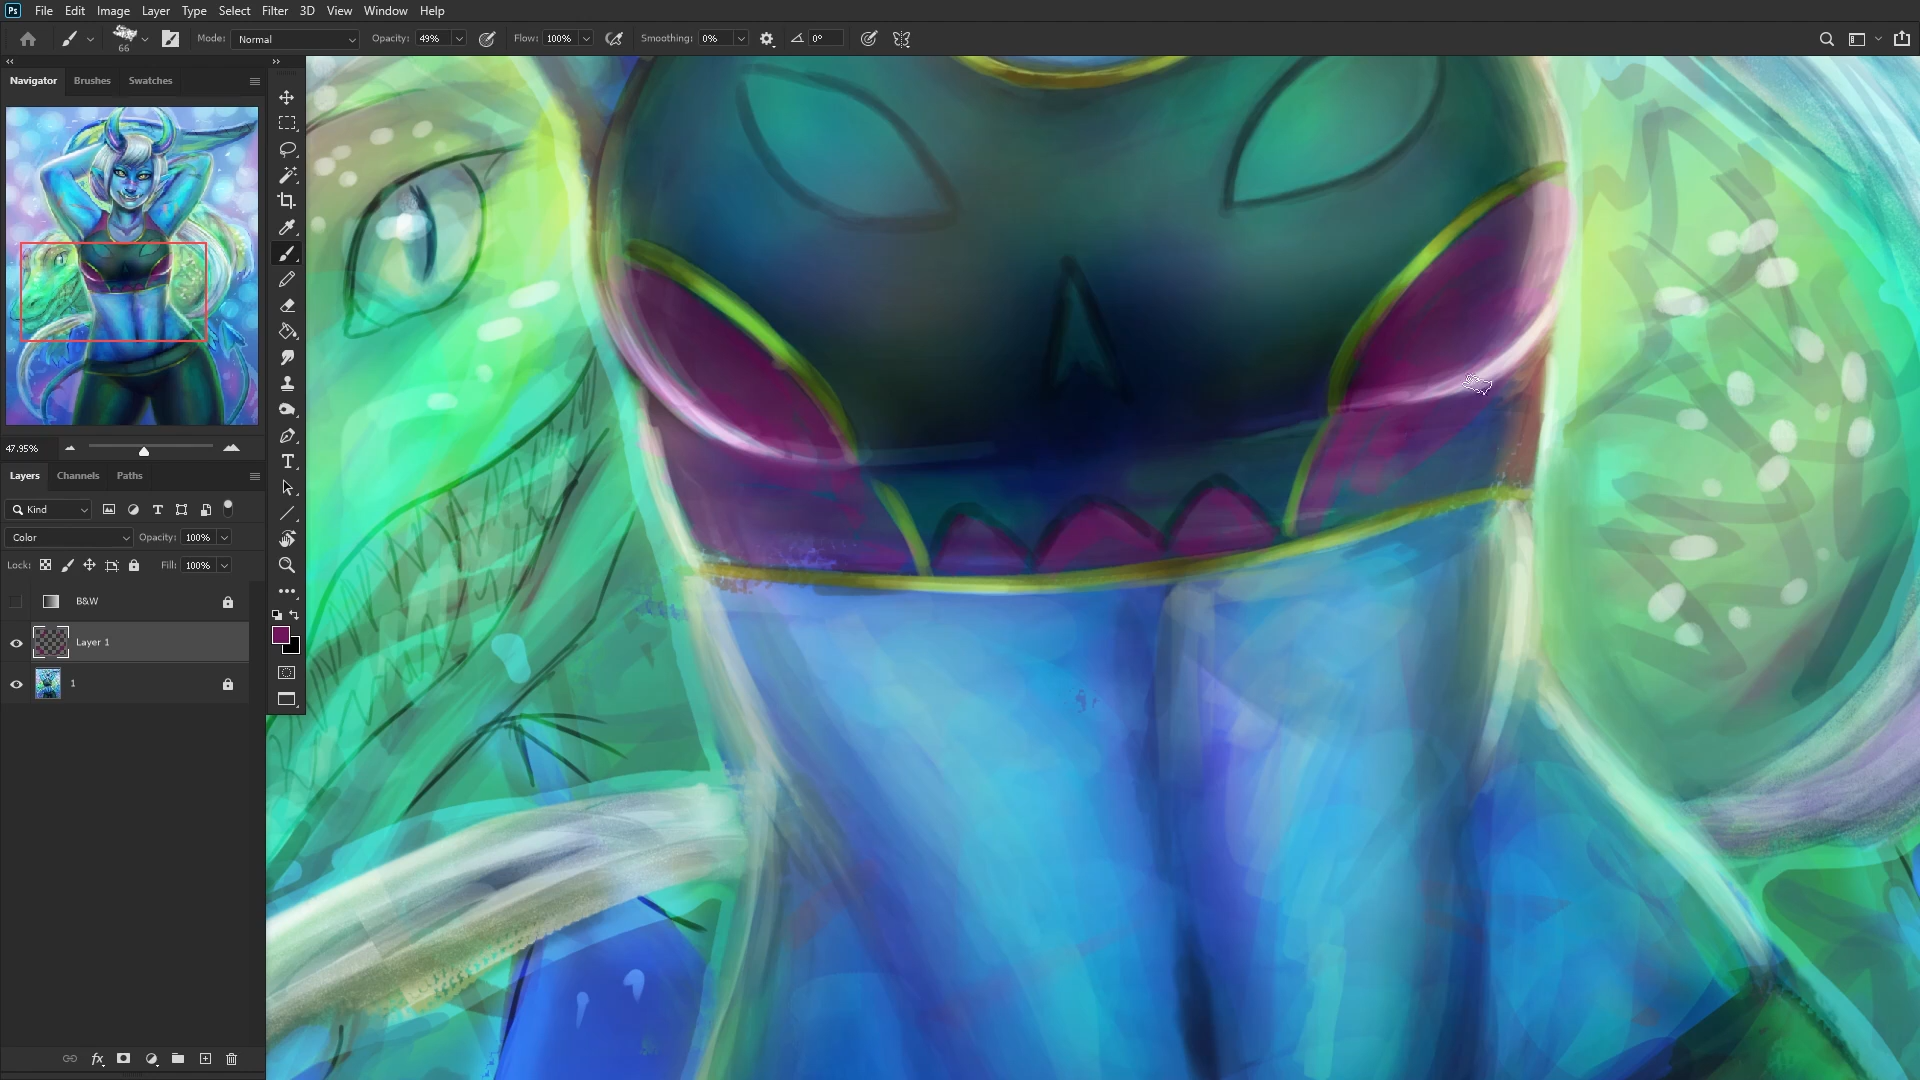 Ps File Edit Image Layer Type Select Filter 3D View Window Help
66 Mode: Normal Opacity: 49% Flow: 100% Smoothing: 0% 0°
Navigator Brushes Swatches
47.95%
Layers Channels Paths
Kind
Color Opacity: 100%
Lock: Fill: 100%
B&W
Layer 1
1
fx